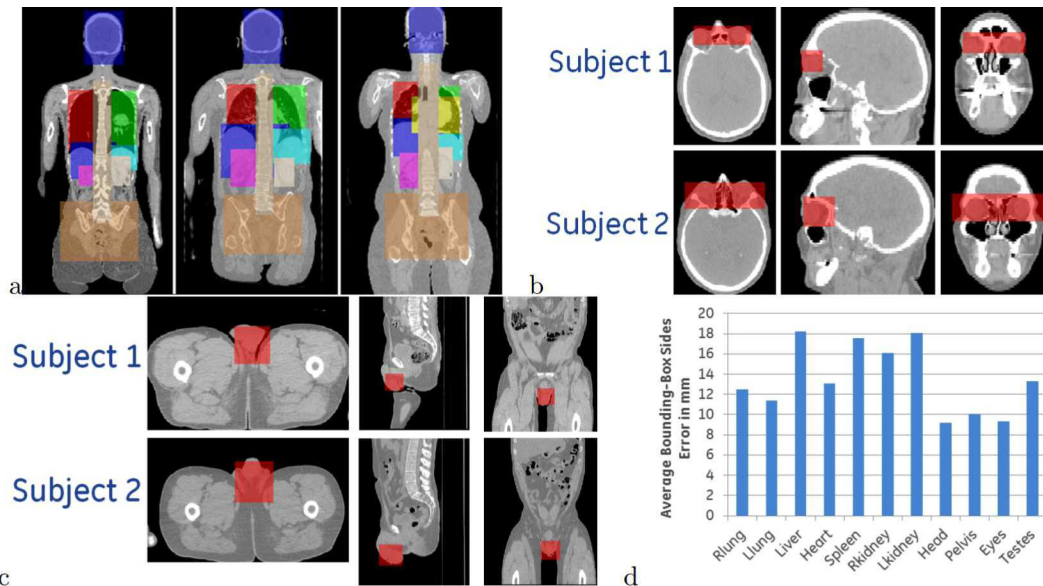 a
b
Subject 1
Subject 2
Subject 1
Subject 2
c
Average Bounding-Box Sides
Error in mm
20
18
16
14
12
10
8
6
4
2
0
Rlung
Llung
Liver
Heart
Spleen
Rkidney
Lkidney
Head
Pelvis
Eyes
Testes
d